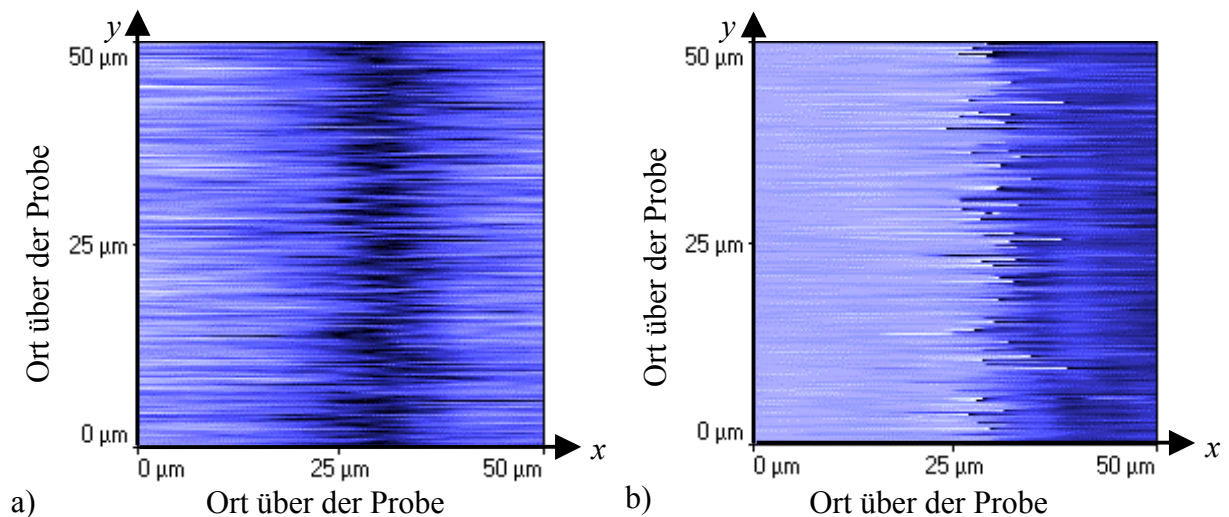 y
50 µm
25 µm
0 µm
Ort über der Probe
0 µm 25 µm 50 µm
x
Ort über der Probe
a)
y
50 µm
25 µm
0 µm
Ort über der Probe
0 µm 25 µm 50 µm
x
Ort über der Probe
b)